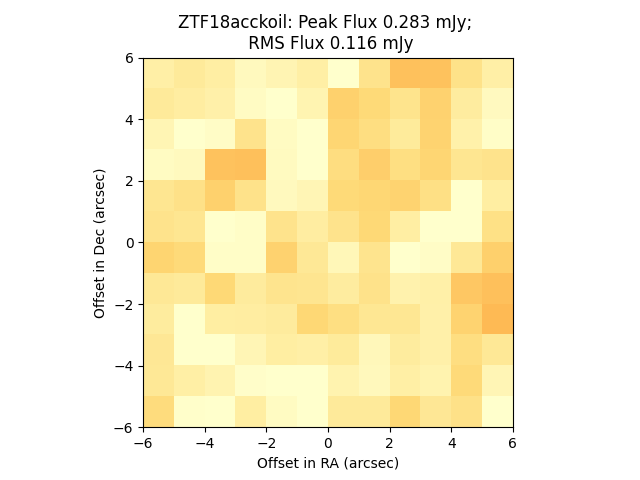 ZTF18acckoil: Peak Flux 0.283 mJy;
RMS Flux 0.116 mJy
6
4
2
0
−2
−4
−6
Offset in Dec (arcsec)
−6 −4 −2 0 2 4 6
Offset in RA (arcsec)